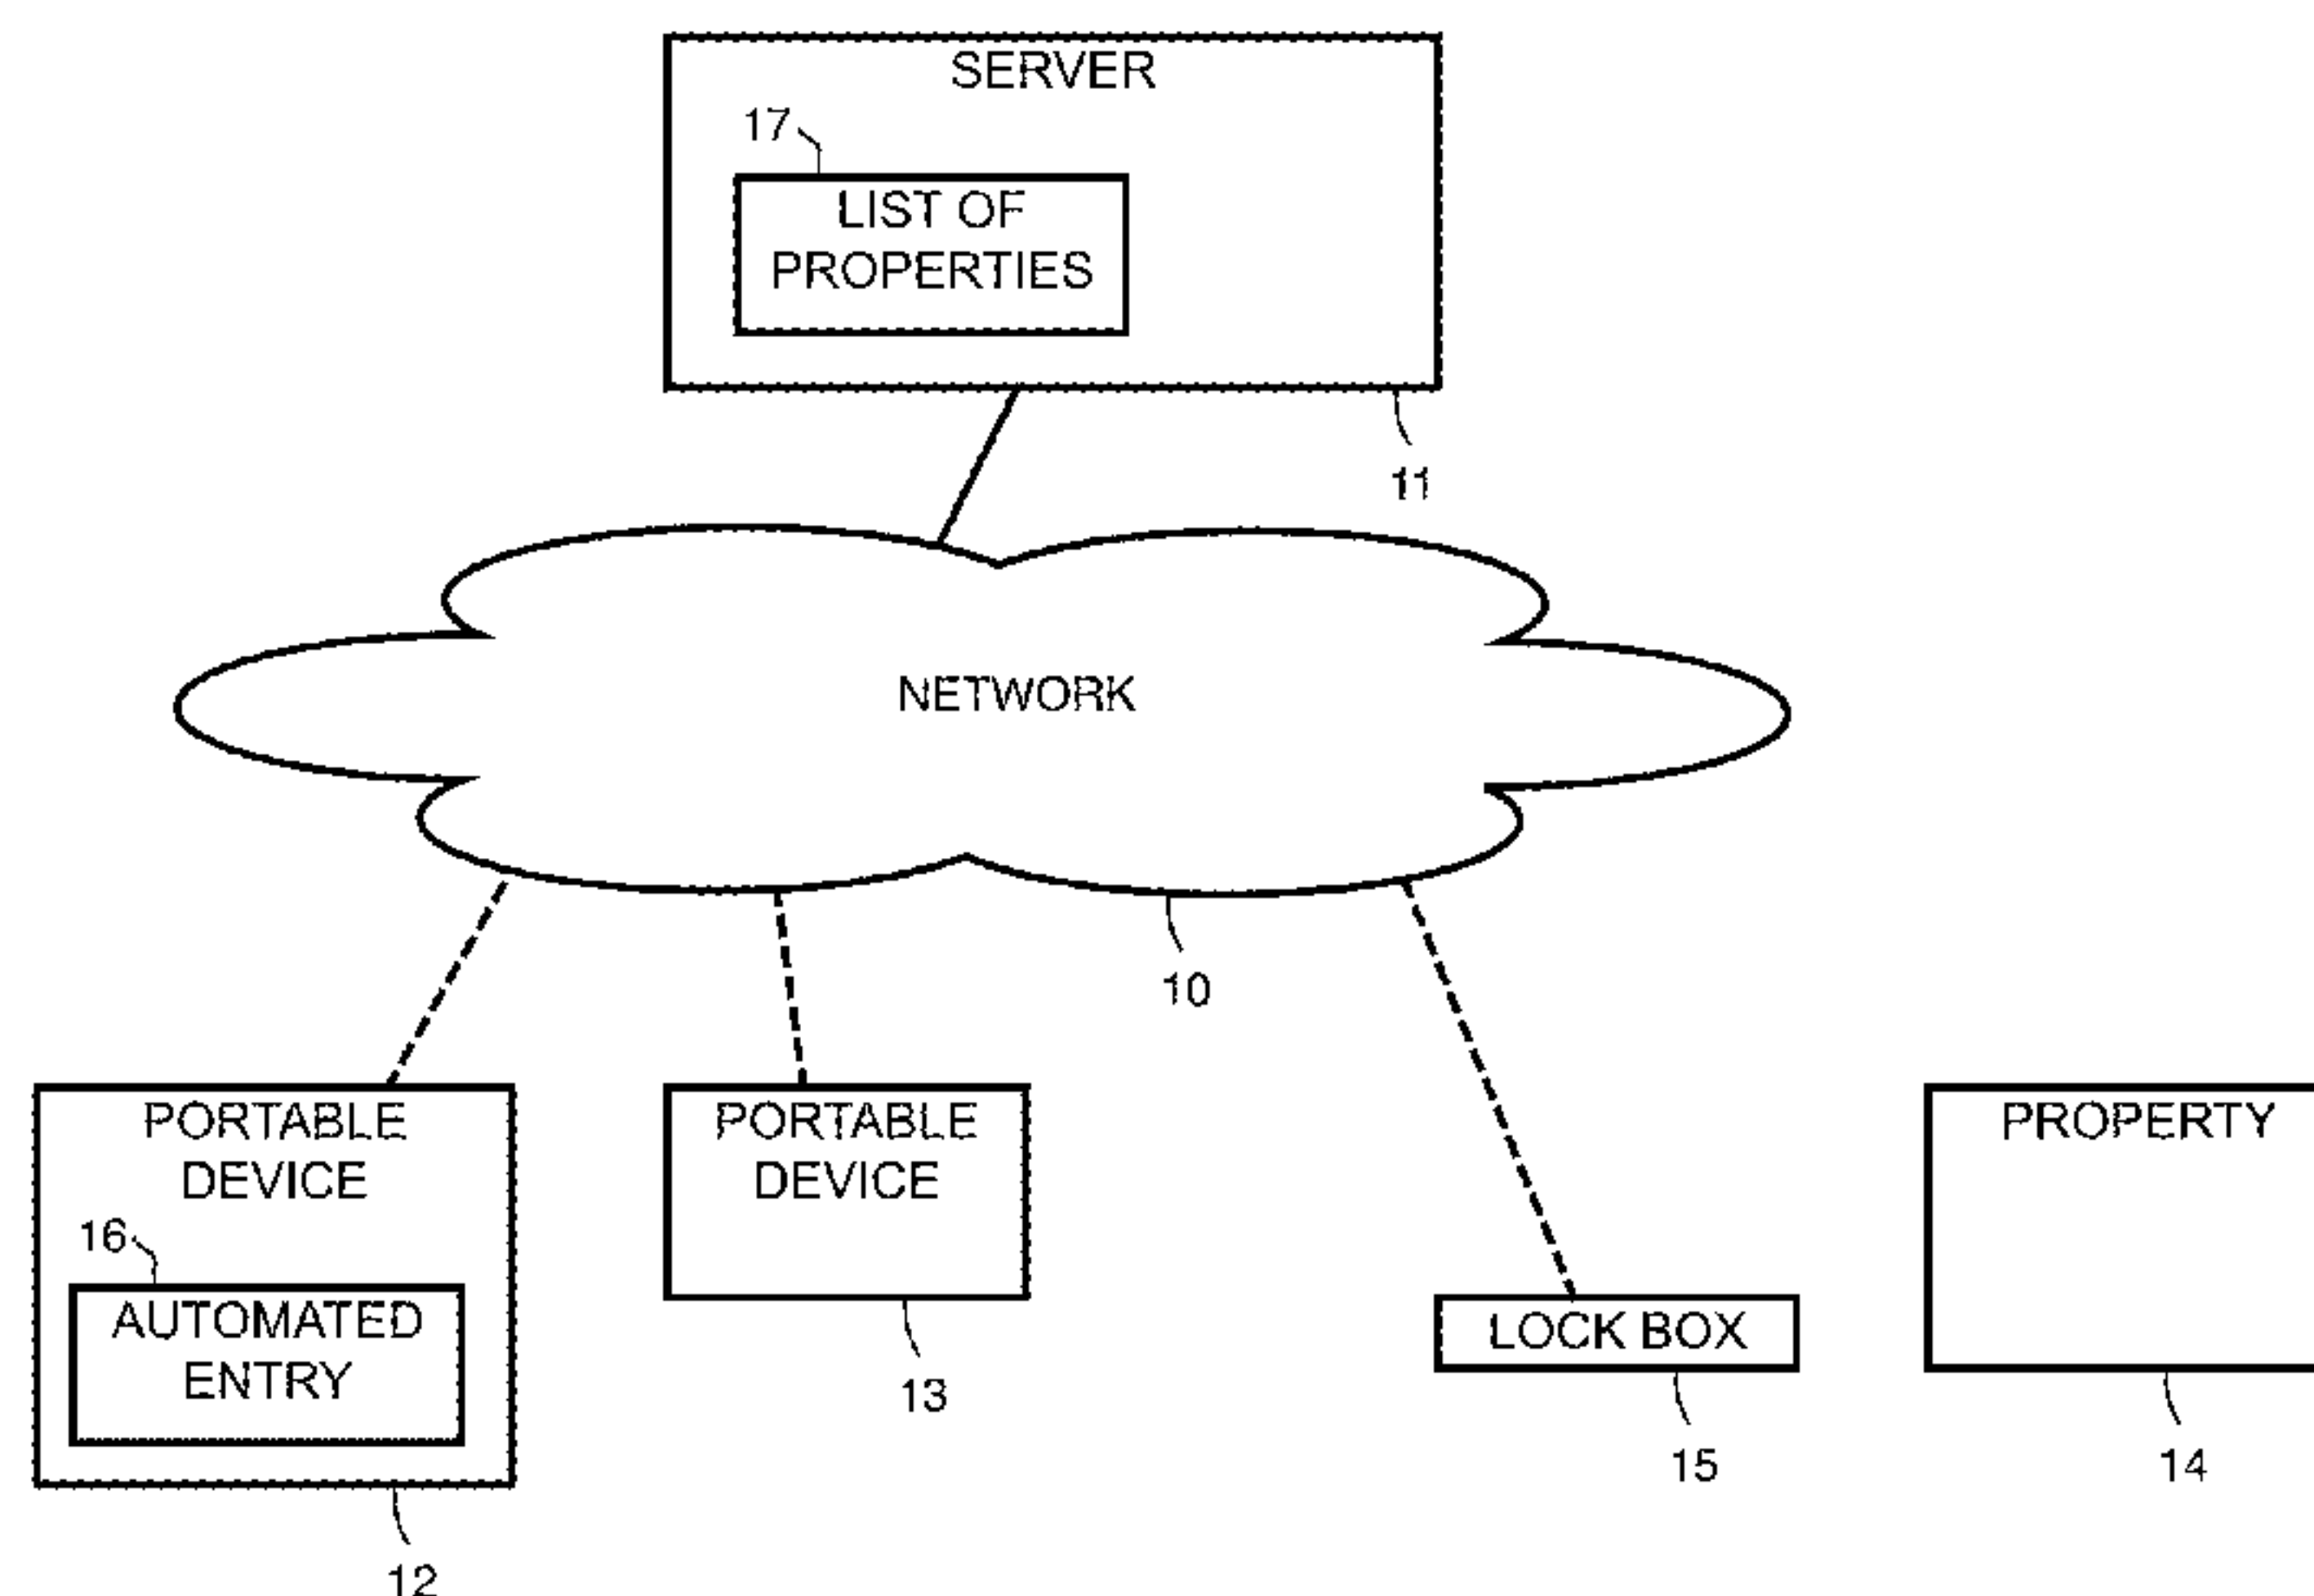 SERVER
17
LIST OF
PROPERTIES
11
NETWORK
10
PORTABLE
DEVICE
16
AUTOMATED
ENTRY
12
PORTABLE
DEVICE
13
LOCK BOX
15
PROPERTY
14